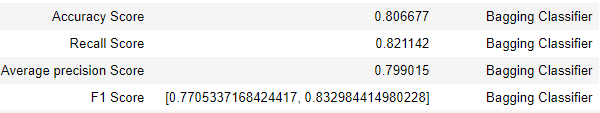 Accuracy Score 0.806677 Bagging Classifier
Recall Score 0.821142 Bagging Classifier
Average precision Score 0.799015 Bagging Classifier
F1 Score [0.7705337168424417, 0.832984414980228] Bagging Classifier